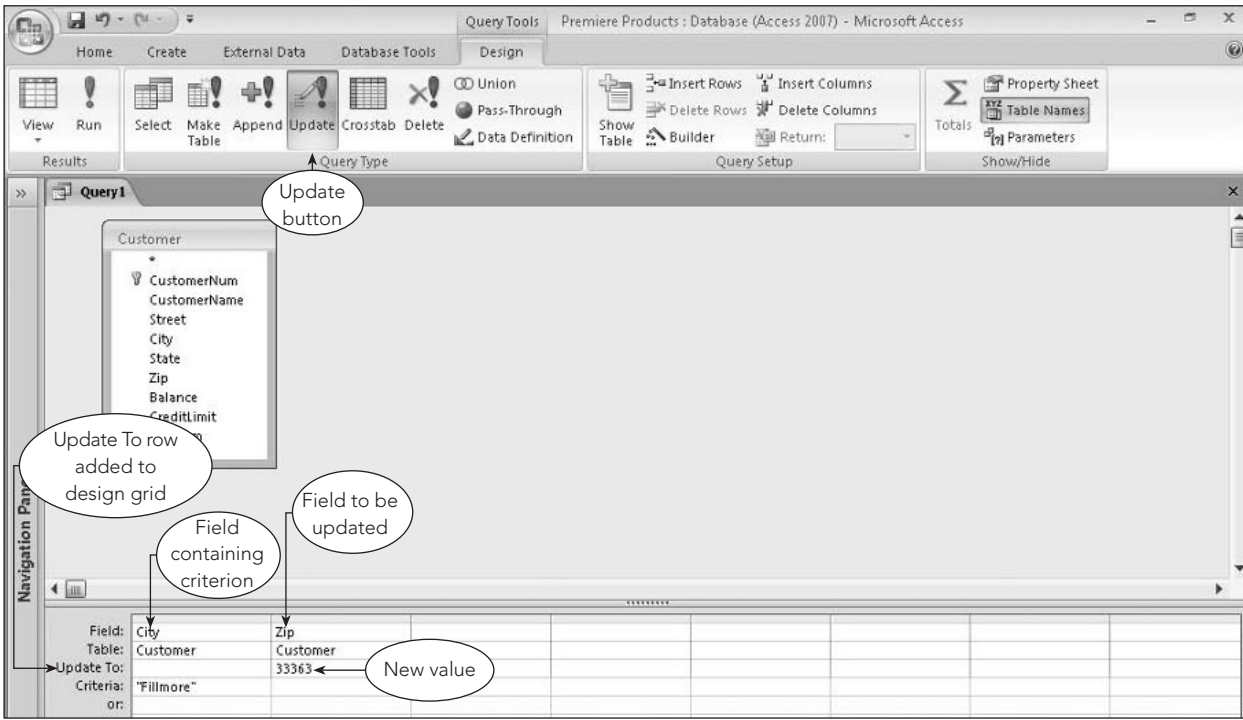 Query Tools
Premiere Products : Database (Access 2007) - Microsoft Access
Home Create External Data Database Tools Design
View
Run
Select
Make Table
Append
Update
Crosstab
Delete
Union
Pass-Through
Data Definition
Show Table
Insert Rows
Delete Rows
Builder
Insert Columns
Delete Columns
Return:
Totals
Property Sheet
Table Names
Parameters
Results
Query Type
Query Setup
Show/Hide
Query1
Update
button
Customer
*
CustomerNum
CustomerName
Street
City
State
Zip
Balance
CreditLimit
Update To row
added to
design grid
Field to be
updated
Field
containing
criterion
Navigation
Field: City Zip
Table: Customer Customer
Update To: 33363
New value
Criteria: "Fillmore"
or: